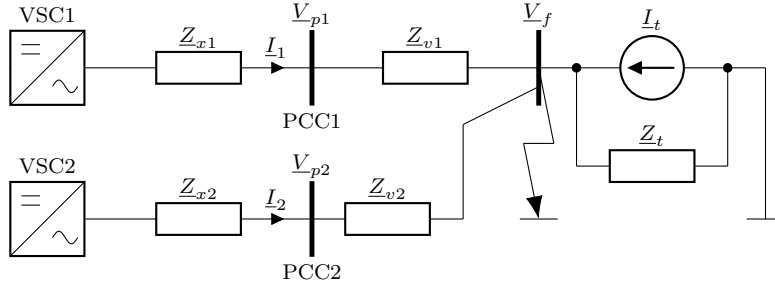 VSC1
Z_x1
I_1
V_p1
Z_v1
V_f
I_t
PCC1
Z_t
VSC2
Z_x2
I_2
V_p2
Z_v2
PCC2